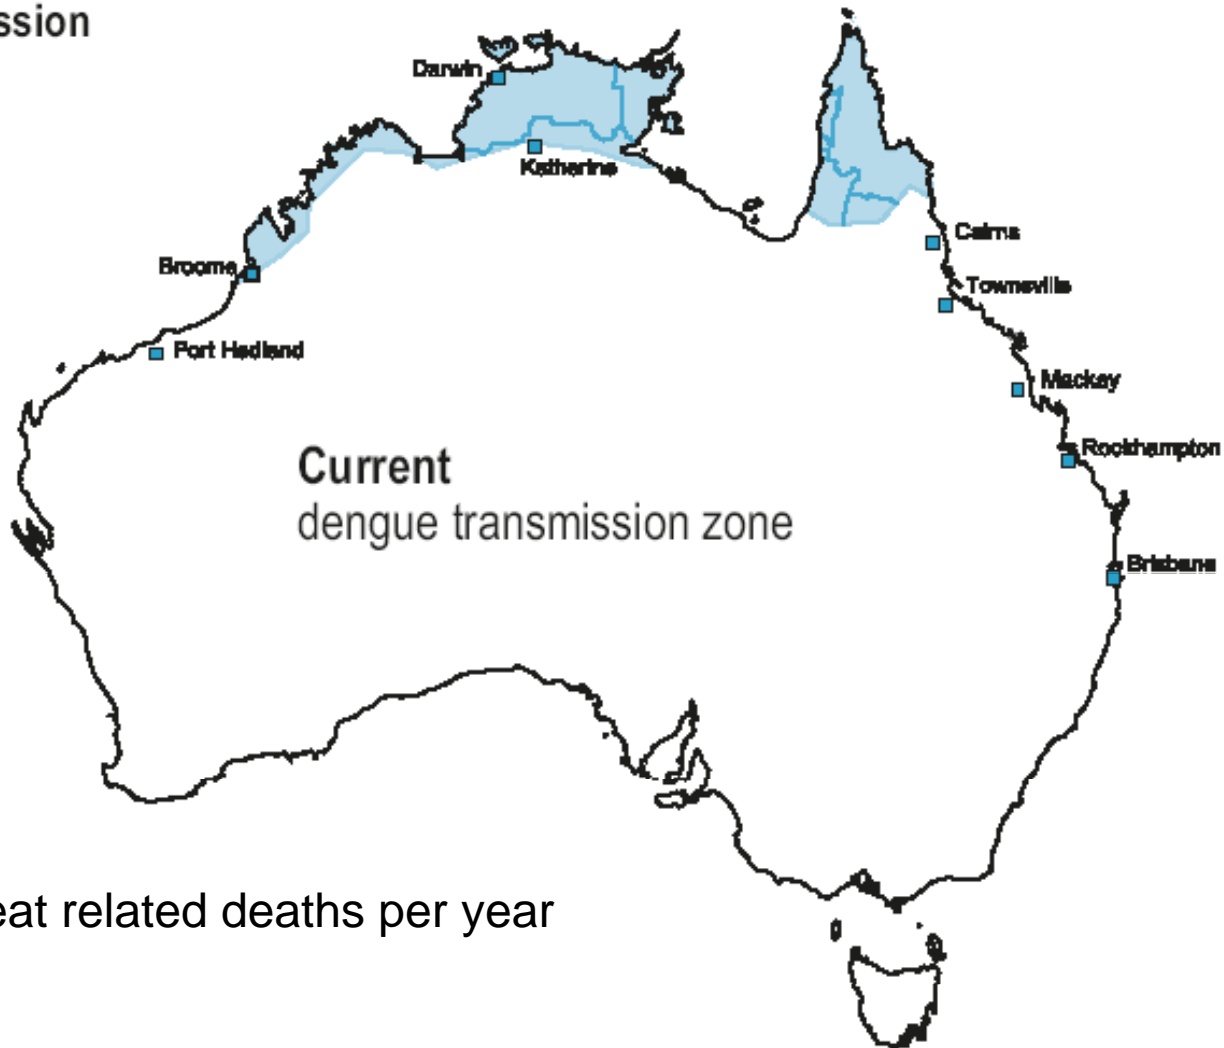 ssion
Darwin
Katherine
Cairns
Broome
Townsville
Port Hedland
Mackay
Rockhampton
Current
dengue transmission zone
Brisbane
eat related deaths per year